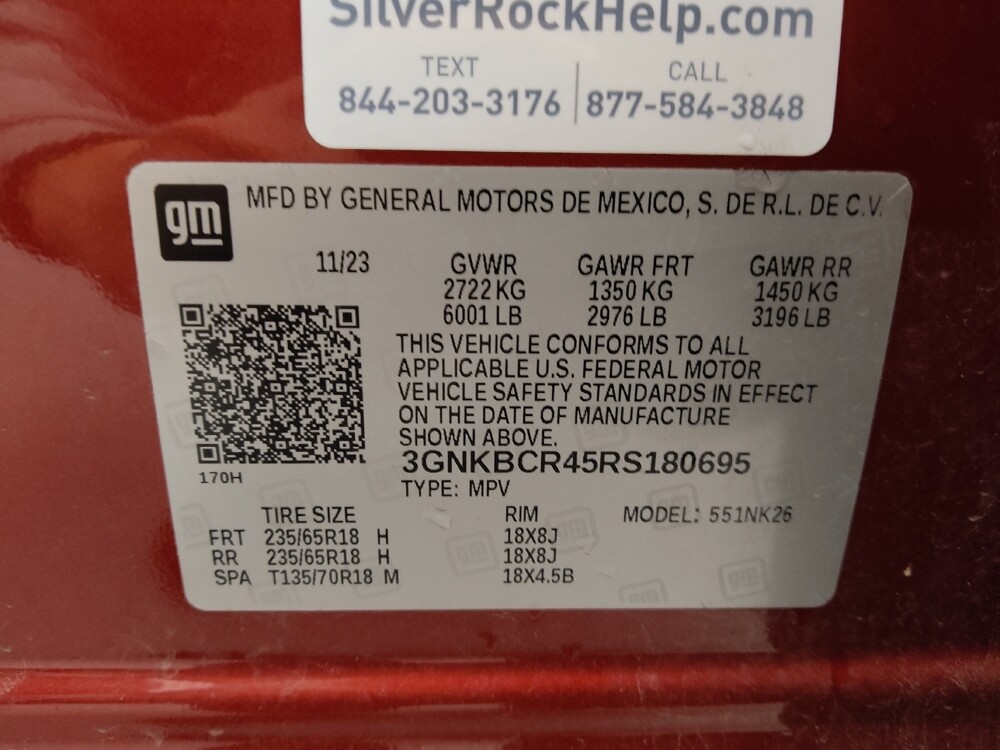 SilverRockHelp.com
TEXT CALL
844-203-3176 877-584-3848
gm MFD BY GENERAL MOTORS DE MEXICO, S. DE R.L. DE C.V.
11/23 GVWR GAWR FRT GAWR RR
2722 KG 1350 KG 1450 KG
6001 LB 2976 LB 3196 LB
THIS VEHICLE CONFORMS TO ALL
APPLICABLE U.S. FEDERAL MOTOR
VEHICLE SAFETY STANDARDS IN EFFECT
ON THE DATE OF MANUFACTURE
SHOWN ABOVE.
3GNKBCR45RS180695
170H
TYPE: MPV
TIRE SIZE RIM MODEL: 551NK26
FRT 235/65R18 H 18X8J
RR 235/65R18 H 18X8J
SPA T135/70R18 M 18X4.5B